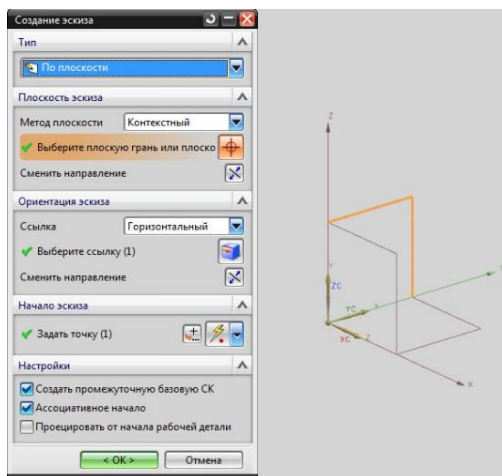 Создание эскиза
Тип
По плоскости
Плоскость эскиза
Метод плоскости Контекстный
Выберите плоскую грань или плоско
Сменить направление
Ориентация эскиза
Ссылка Горизонтальный
Выберите ссылку (1)
Сменить направление
Начало эскиза
Задать точку (1)
Настройки
Создать промежуточную базовую СК
Ассоциативное начало
Проецировать от начала рабочей детали
< ОК > Отмена
Z
Y
ZC
YC X
XC Z
X